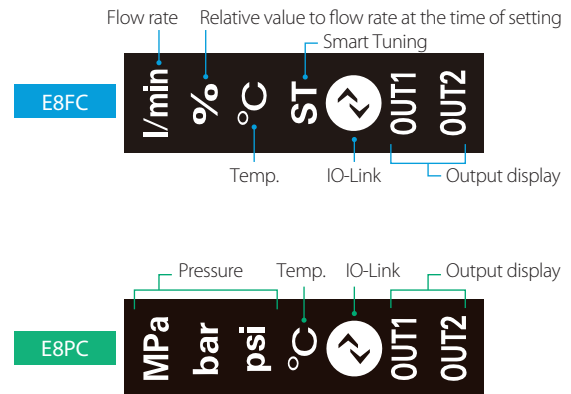 Flow rate
Relative value to flow rate at the time of setting
Smart Tuning
E8FC
l/min
%
°C
ST
OUT1
OUT2
Temp.
IO-Link
Output display
Pressure
Temp.
IO-Link
Output display
E8PC
MPa
bar
psi
°C
OUT1
OUT2